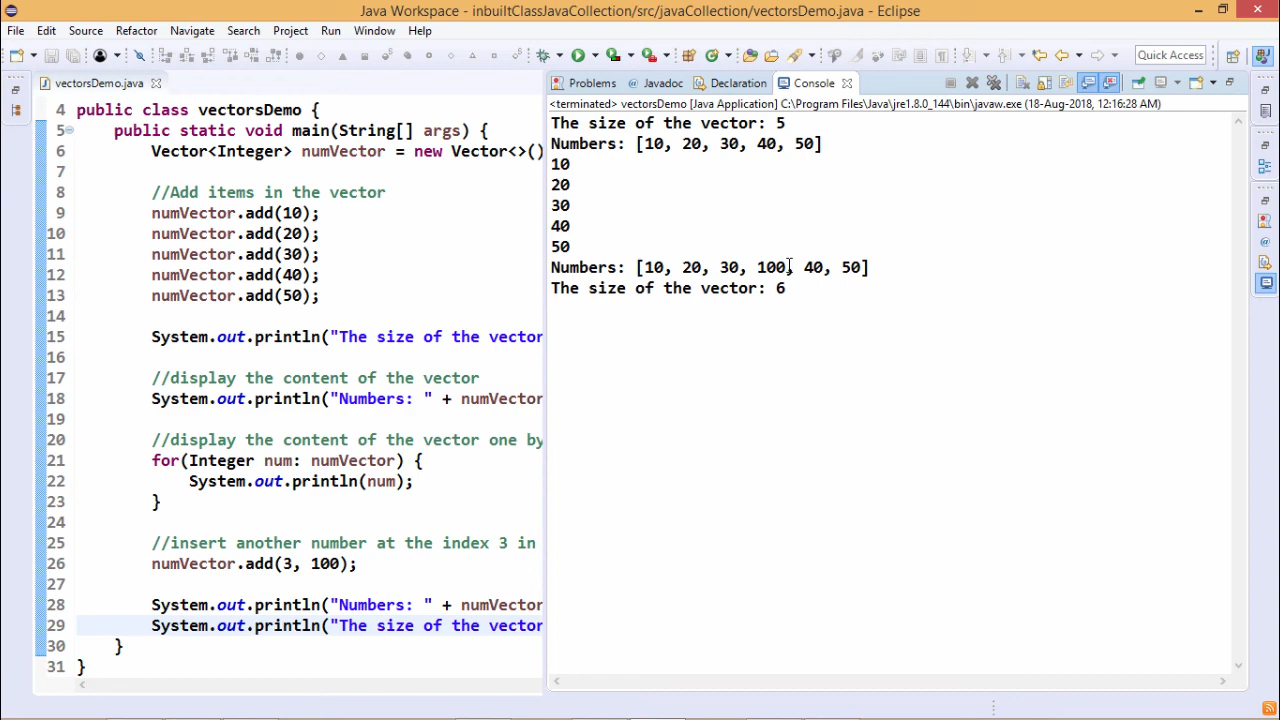 Java Workspace - inbuiltClassJavaCollection/src/javaCollection/vectorsDemo.java - Eclipse
File Edit Source Refactor Navigate Search Project Run Window Help
Quick Access
vectorsDemo.java
4 public class vectorsDemo {
5 public static void main(String[] args) {
6 Vector<Integer> numVector = new Vector<>()
7
8 //Add items in the vector
9 numVector.add(10);
10 numVector.add(20);
11 numVector.add(30);
12 numVector.add(40);
13 numVector.add(50);
14
15 System.out.println("The size of the vector
16
17 //display the content of the vector
18 System.out.println("Numbers: " + numVector
19
20 //display the content of the vector one by
21 for(Integer num: numVector) {
22 System.out.println(num);
23 }
24
25 //insert another number at the index 3 in
26 numVector.add(3, 100);
27
28 System.out.println("Numbers: " + numVector
29 System.out.println("The size of the vector
30 }
31 }
Problems Javadoc Declaration Console
<terminated> vectorsDemo [Java Application] C:\Program Files\Java\jre1.8.0_144\bin\javaw.exe (18-Aug-2018, 12:16:28 AM)
The size of the vector: 5
Numbers: [10, 20, 30, 40, 50]
10
20
30
40
50
Numbers: [10, 20, 30, 100, 40, 50]
The size of the vector: 6